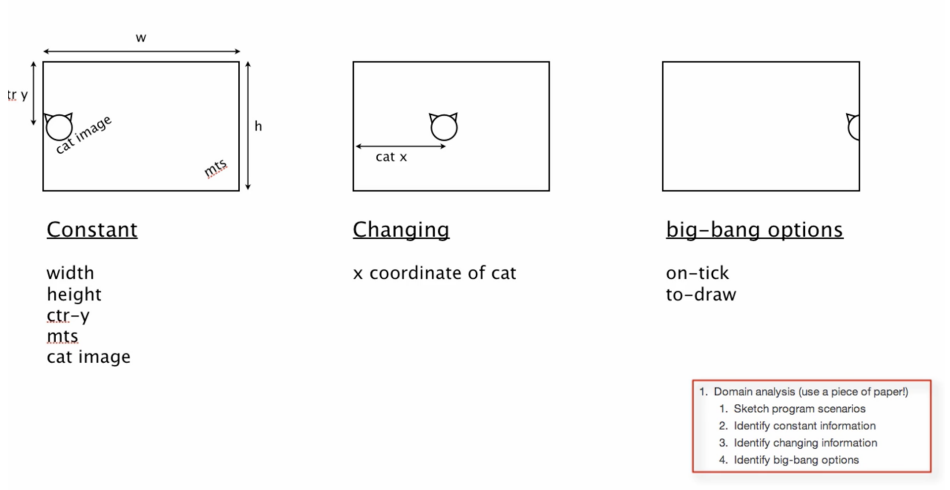 w
tr y
cat image
mts
h
cat x
Constant
width
height
ctr-y
mts
cat image
Changing
x coordinate of cat
big-bang options
on-tick
to-draw
1. Domain analysis (use a piece of paper!)
1. Sketch program scenarios
2. Identify constant information
3. Identify changing information
4. Identify big-bang options